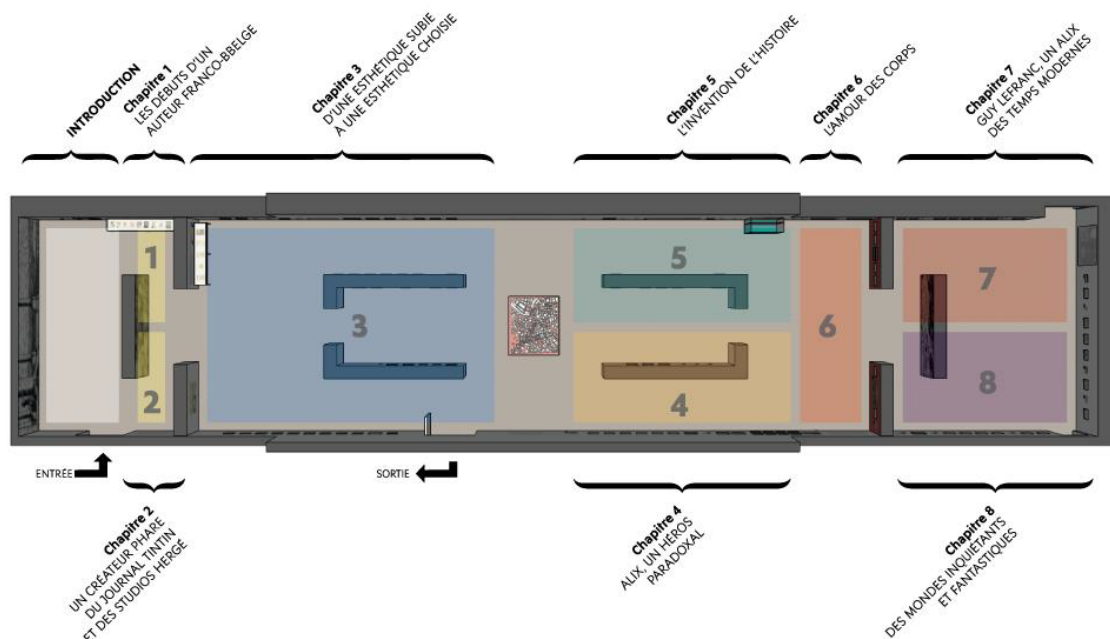 INTRODUCTION
Chapitre 1
LES DÉBUTS D'UN
AUTEUR FRANCO-BBELGE
Chapitre 3
D'UNE ESTHÉTIQUE SUBIE
A UNE ESTHÉTIQUE CHOISIE
Chapitre 5
L'INVENTION DE L'HISTOIRE
Chapitre 6
L'AMOUR DES CORPS
Chapitre 7
GUY LEFRANC, UN ALIX
DES TEMPS MODERNES
1
2
3
5
4
6
7
8
ENTRÉE
SORTIE
Chapitre 2
UN CRÉATEUR PHARE
DU JOURNAL TINTIN
ET DES STUDIOS HERGÉ
Chapitre 4
ALIX, UN HÉROS
PARADOXAL
Chapitre 8
DES MONDES INQUIÉTANTS
ET FANTASTIQUES